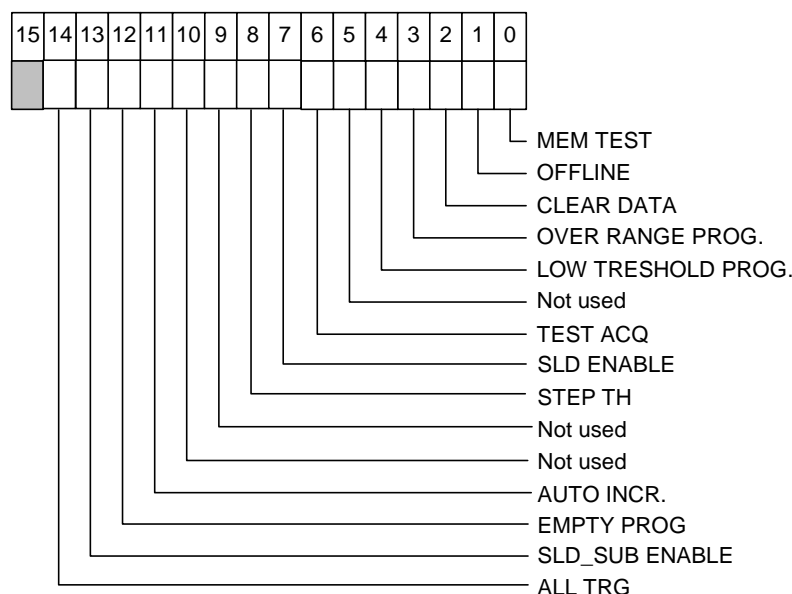 15 14 13 12 11 10 9 8 7 6 5 4 3 2 1 0
MEM TEST
OFFLINE
CLEAR DATA
OVER RANGE PROG.
LOW TRESHOLD PROG.
Not used
TEST ACQ
SLD ENABLE
STEP TH
Not used
Not used
AUTO INCR.
EMPTY PROG
SLD_SUB ENABLE
ALL TRG